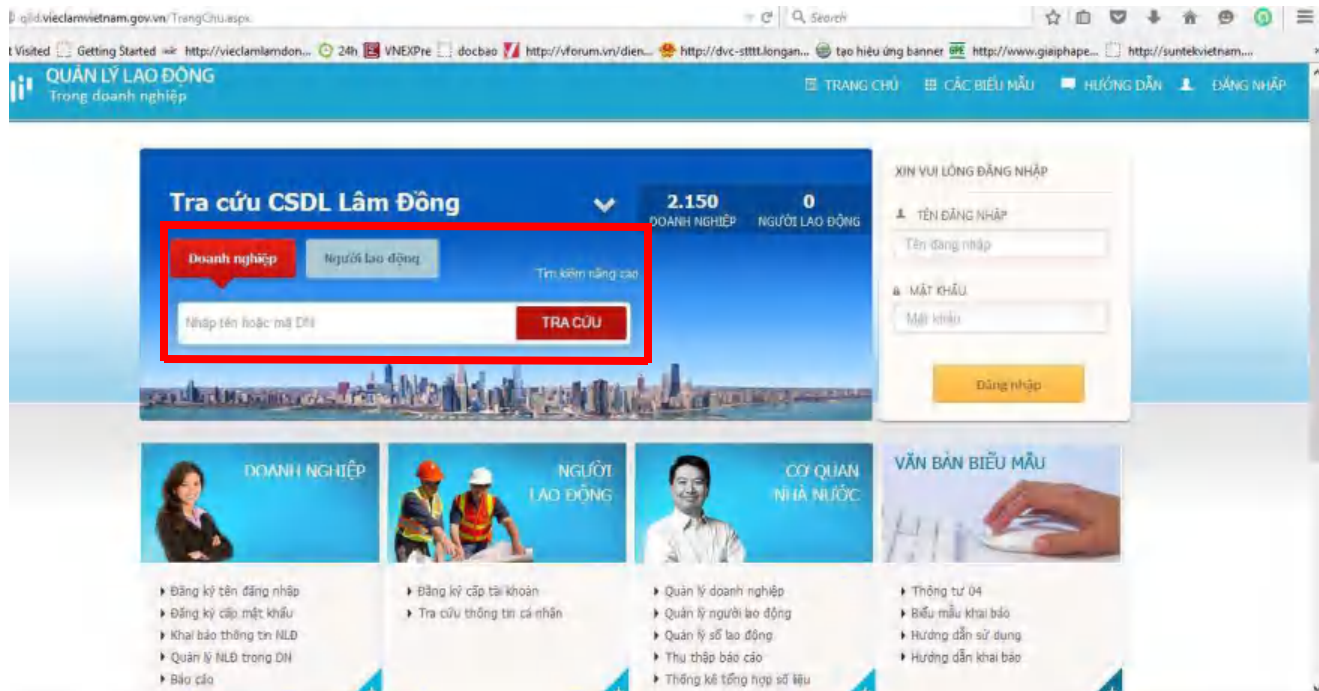 qlld.vieclamvietnam.gov.vn/TrangChu.aspx
Search
t Visited Getting Started http://vieclamlamdon... 24h VNEXPre docbao http://vforum.vn/dien... http://dvc-stttt.longan... tạo hiệu ứng banner http://www.giaiphape... http://suntekvietnam....
QUẢN LÝ LAO ĐỘNG
Trong doanh nghiệp
TRANG CHỦ CÁC BIỂU MẪU HƯỚNG DẪN ĐĂNG NHẬP
Tra cứu CSDL Lâm Đồng
2.150 0
DOANH NGHIỆP NGƯỜI LAO ĐỘNG
Doanh nghiệp Người lao động
Tìm kiếm nâng cao
Nhập tên hoặc mã DN TRA CỨU
XIN VUI LÒNG ĐĂNG NHẬP
TÊN ĐĂNG NHẬP
Tên đăng nhập
MẬT KHẨU
Mật khẩu
Đăng nhập
DOANH NGHIỆP
Đăng ký tên đăng nhập
Đăng ký cấp mật khẩu
Khai báo thông tin NLĐ
Quản lý NLĐ trong DN
Báo cáo
NGƯỜI
LAO ĐỘNG
Đăng ký cấp tài khoản
Tra cứu thông tin cá nhân
CƠ QUAN
NHÀ NƯỚC
Quản lý doanh nghiệp
Quản lý người lao động
Quản lý số lao động
Thu thập báo cáo
Thống kê tổng hợp số liệu
VĂN BẢN BIỂU MẪU
Thông tư 04
Biểu mẫu khai báo
Hướng dẫn sử dụng
Hướng dẫn khai báo